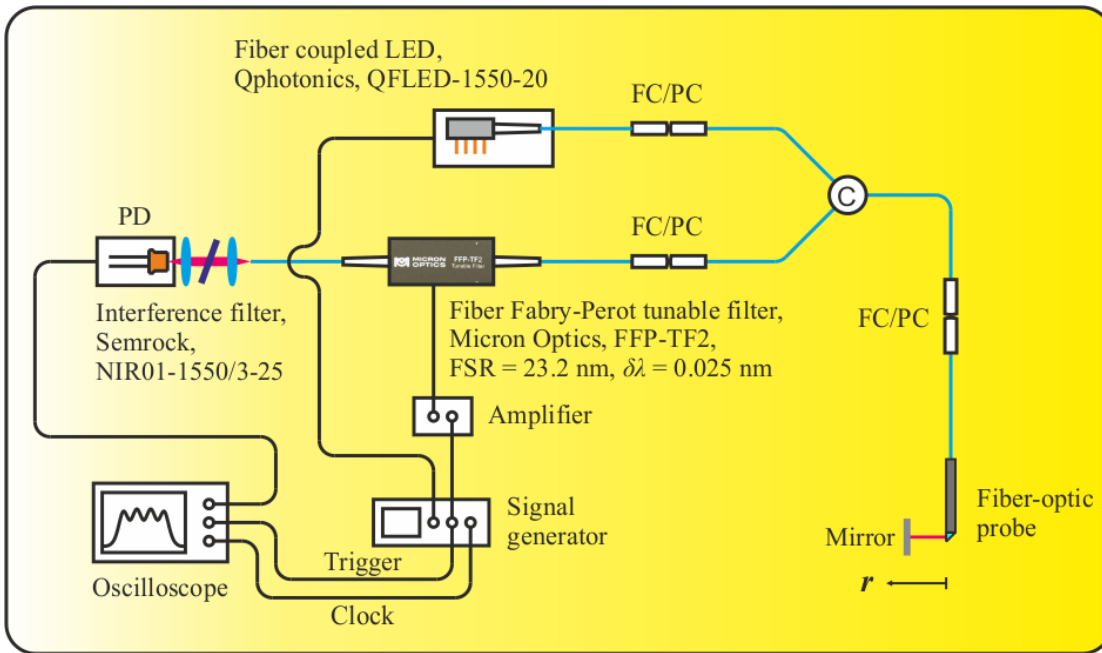 Fiber coupled LED,
Qphotonics, QFLED-1550-20
FC/PC
C
PD
FC/PC
MICRON OPTICS
FFP-TF2
Tunable Filter
Interference filter,
Semrock,
NIR01-1550/3-25
Fiber Fabry-Perot tunable filter,
Micron Optics, FFP-TF2,
FSR = 23.2 nm, δλ = 0.025 nm
FC/PC
Amplifier
Signal
generator
Fiber-optic
probe
Mirror
r
Trigger
Oscilloscope
Clock